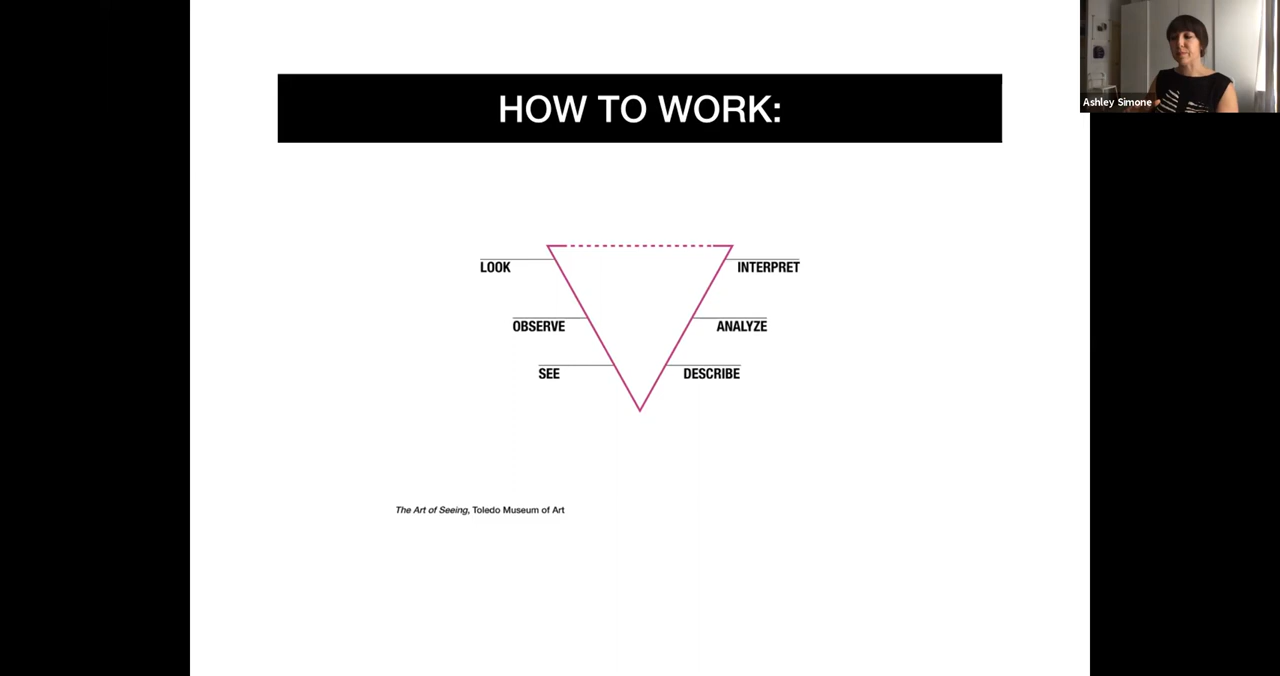 HOW TO WORK:
Ashley Simone
LOOK
INTERPRET
OBSERVE
ANALYZE
SEE
DESCRIBE
The Art of Seeing, Toledo Museum of Art